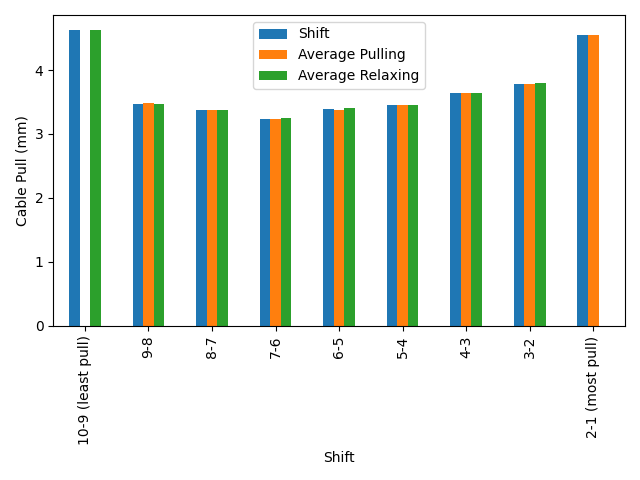 Shift
Average Pulling
Average Relaxing
Cable Pull (mm)
4
3
2
1
0
10-9 (least pull)
9-8
8-7
7-6
6-5
5-4
4-3
3-2
2-1 (most pull)
Shift